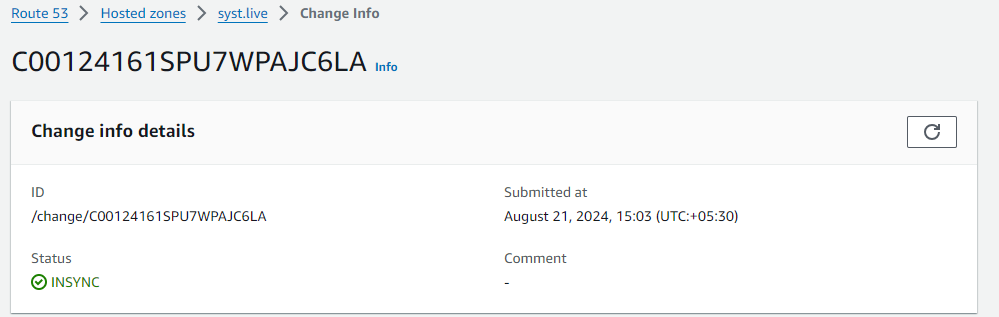 Route 53 > Hosted zones > syst.live > Change Info
C00124161SPU7WPAJC6LA Info
Change info details
ID
/change/C00124161SPU7WPAJC6LA
Submitted at
August 21, 2024, 15:03 (UTC:+05:30)
Status
INSYNC
Comment
-